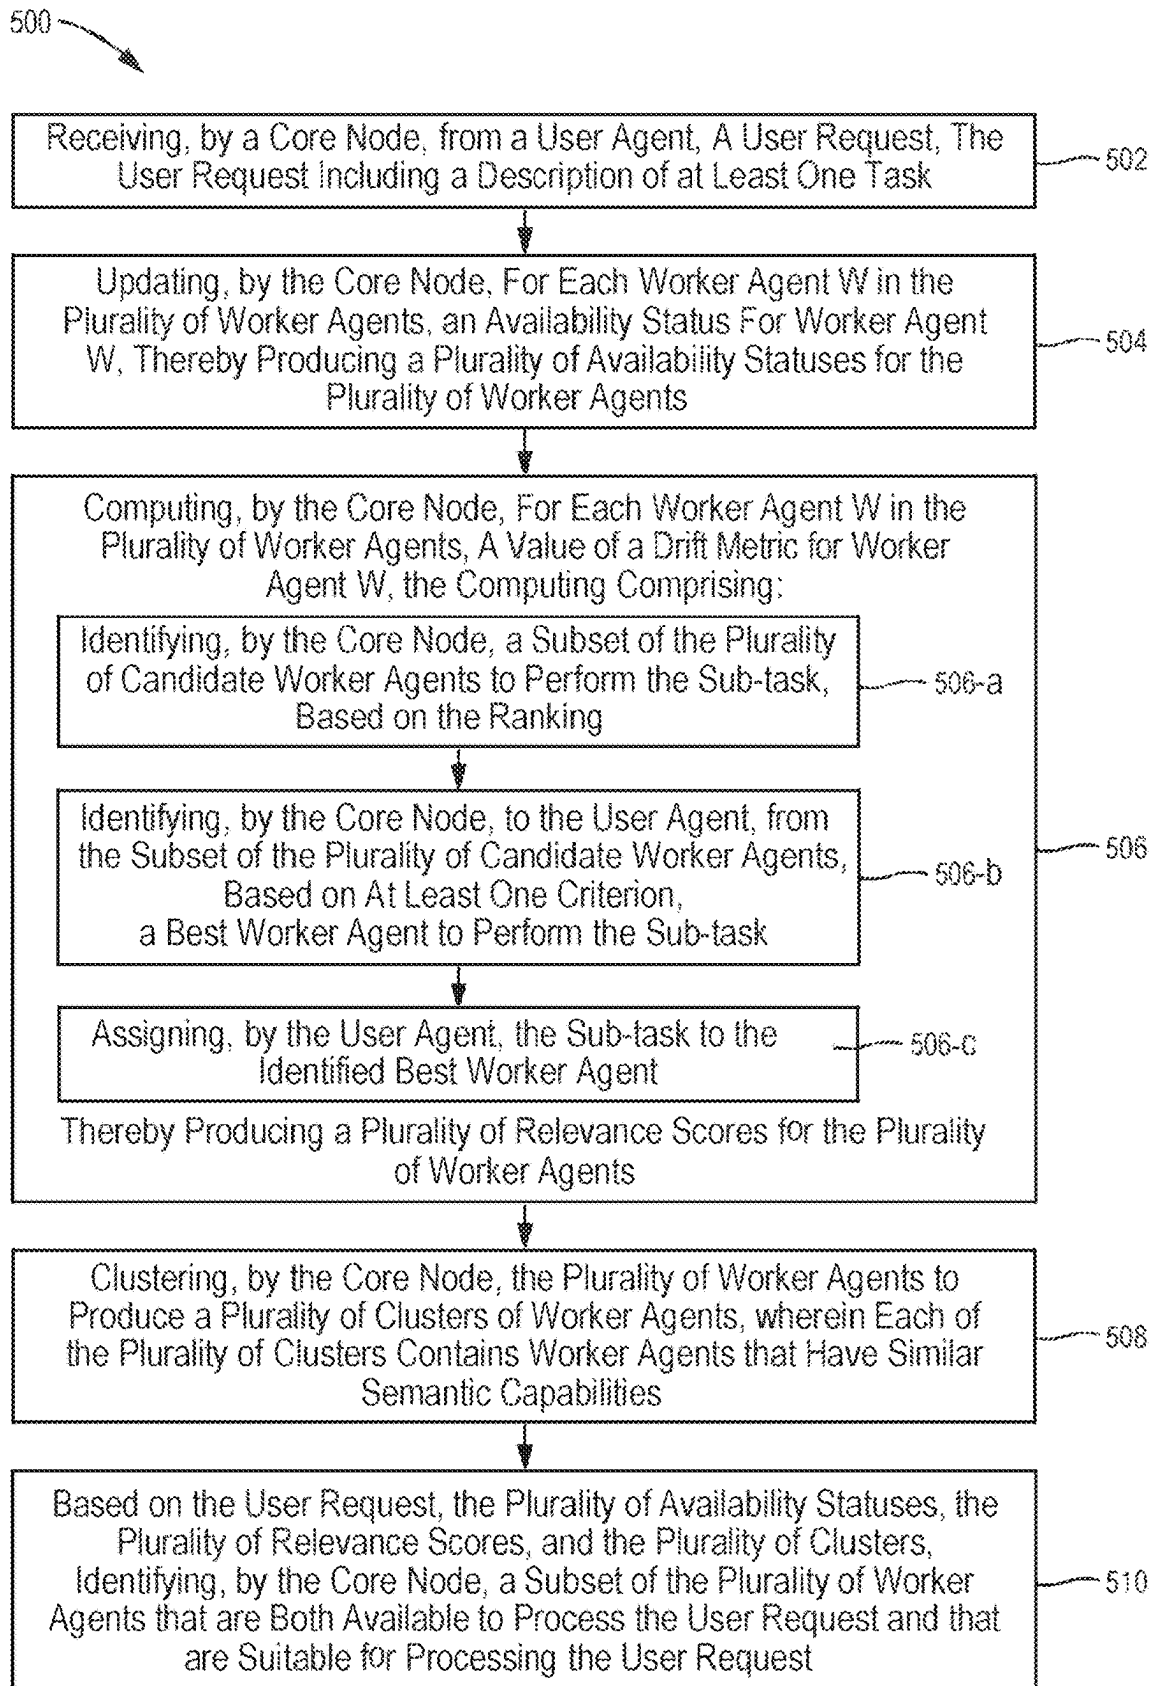 500
Receiving, by a Core Node, from a User Agent, A User Request, The
User Request Including a Description of at Least One Task
502
Updating, by the Core Node, For Each Worker Agent W in the
Plurality of Worker Agents, an Availability Status For Worker Agent
W, Thereby Producing a Plurality of Availability Statuses for the
Plurality of Worker Agents
504
Computing, by the Core Node, For Each Worker Agent W in the
Plurality of Worker Agents, A Value of a Drift Metric for Worker
Agent W, the Computing Comprising:
Identifying, by the Core Node, a Subset of the Plurality
of Candidate Worker Agents to Perform the Sub-task,
Based on the Ranking
506-a
Identifying, by the Core Node, to the User Agent, from
the Subset of the Plurality of Candidate Worker Agents,
Based on At Least One Criterion,
a Best Worker Agent to Perform the Sub-task
506-b
506
Assigning, by the User Agent, the Sub-task to the
Identified Best Worker Agent
506-c
Thereby Producing a Plurality of Relevance Scores for the Plurality
of Worker Agents
Clustering, by the Core Node, the Plurality of Worker Agents to
Produce a Plurality of Clusters of Worker Agents, wherein Each of
the Plurality of Clusters Contains Worker Agents that Have Similar
Semantic Capabilities
508
Based on the User Request, the Plurality of Availability Statuses, the
Plurality of Relevance Scores, and the Plurality of Clusters,
Identifying, by the Core Node, a Subset of the Plurality of Worker
Agents that are Both Available to Process the User Request and that
are Suitable for Processing the User Request
510